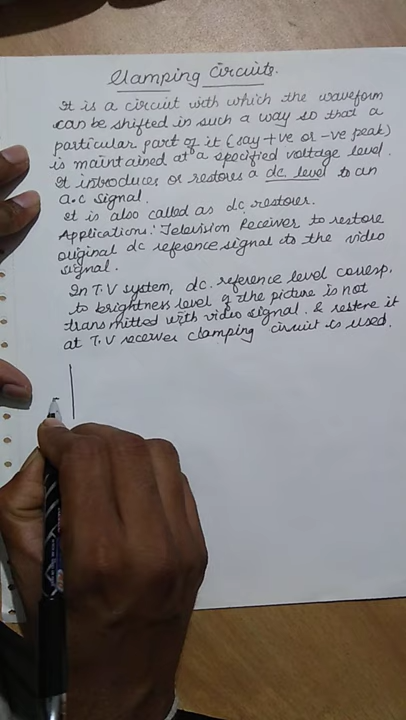 Clamping Circuits.
It is a circuit with which the waveform
can be shifted in such a way so that a
particular part of it (say +ve or -ve peak)
is maintained at a specified voltage level.
It introduces or restores a dc level to an
a.c signal.
It is also called as dc restorer.
Applications: Television Receiver to restore
original dc reference signal to the video
signal.
In T.V system, dc reference level corresp.
to brightness level of the picture is not
transmitted with video signal. & restore it
at T.V receiver clamping circuit is used.